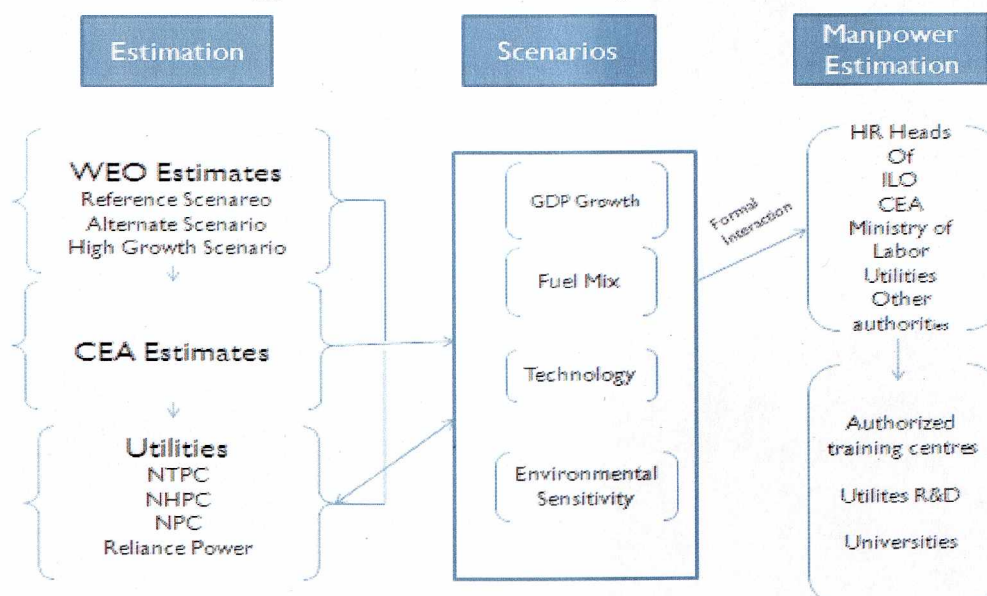 Estimation
WEO Estimates
Reference Scenareo
Alternate Scenario
High Growth Scenario
CEA Estimates
Utilities
NTPC
NHPC
NPC
Reliance Power
Scenarios
GDP Growth
Fuel Mix
Technology
Environmental
Sensitivity
Formal
Interaction
Manpower
Estimation
HR Heads
Of
ILO
CEA
Ministry of
Labor
Utilities
Other
authorities
Authorized
training centres
Utilites R&D
Universities